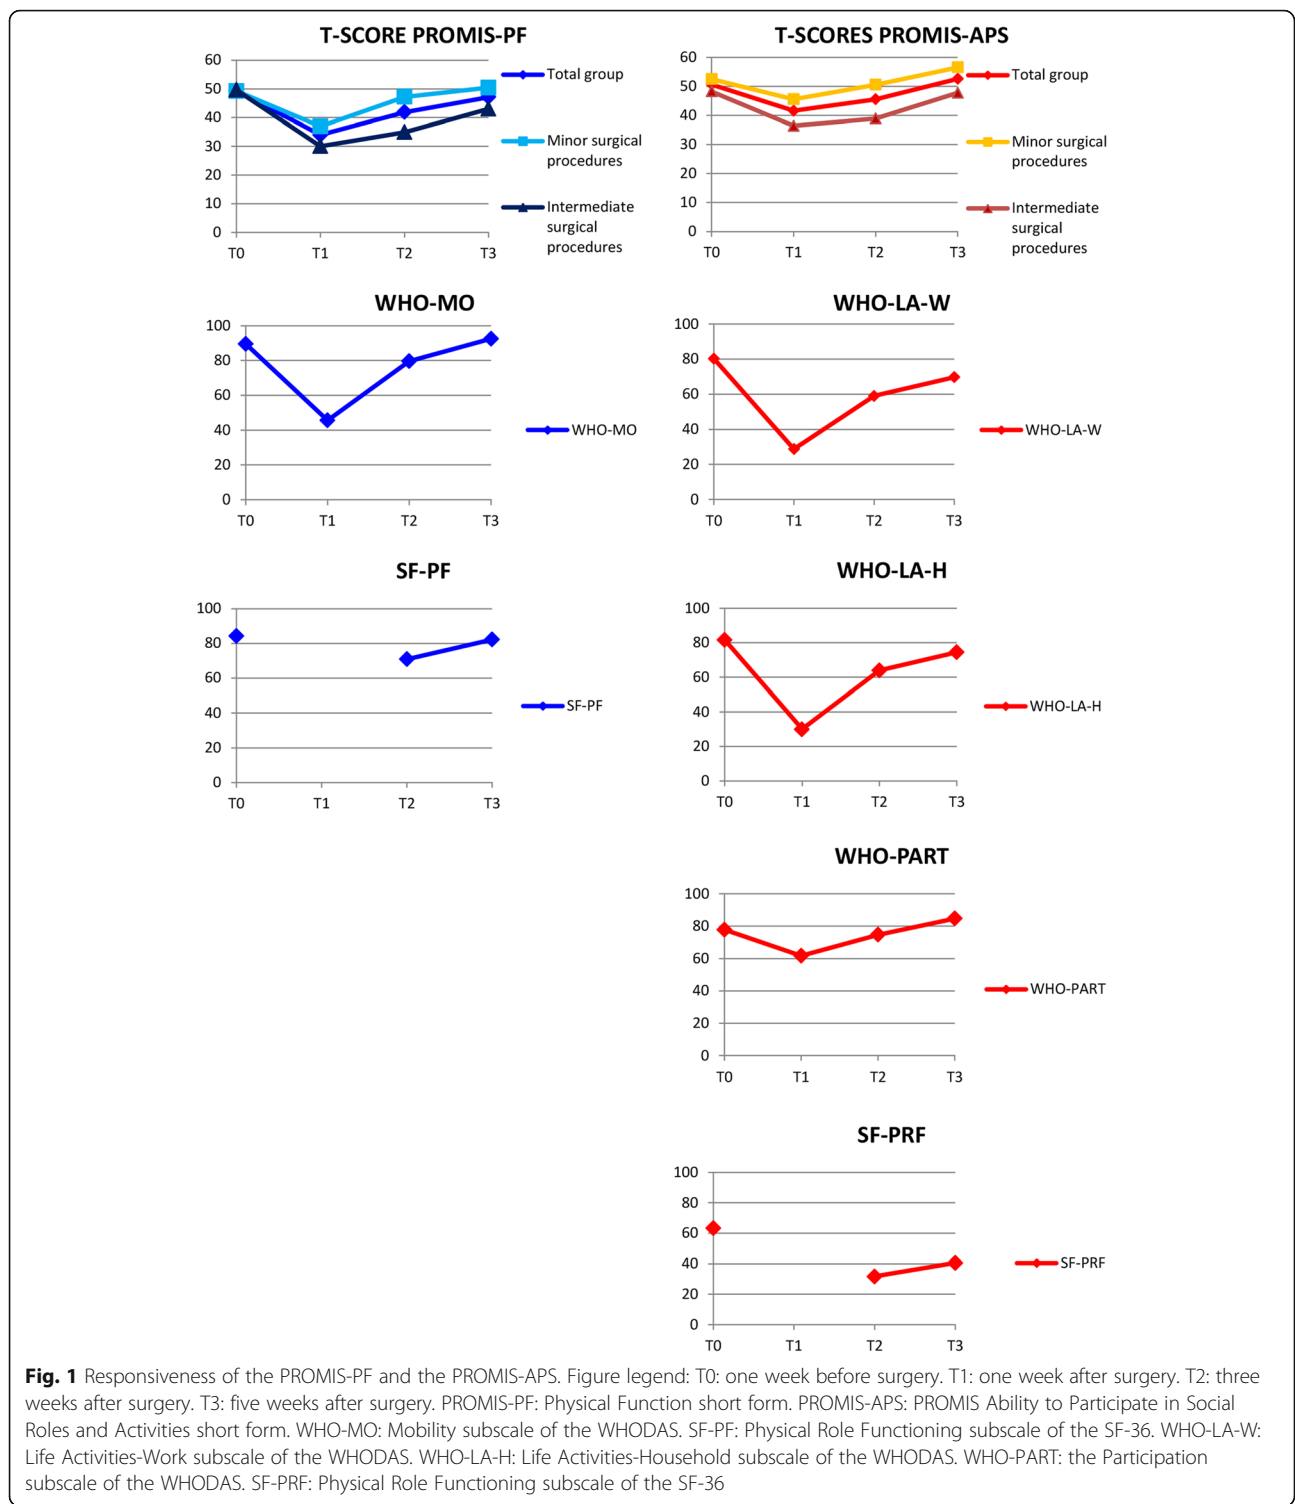 T-SCORE PROMIS-PF
60
50
40
30
20
10
0
T0 T1 T2 T3
Total group
Minor surgical
procedures
Intermediate
surgical
procedures
T-SCORES PROMIS-APS
60
50
40
30
20
10
0
T0 T1 T2 T3
Total group
Minor surgical
procedures
Intermediate
surgical
procedures
WHO-MO
100
80
60
40
20
0
T0 T1 T2 T3
WHO-MO
WHO-LA-W
100
80
60
40
20
0
T0 T1 T2 T3
WHO-LA-W
SF-PF
100
80
60
40
20
0
T0 T1 T2 T3
SF-PF
WHO-LA-H
100
80
60
40
20
0
T0 T1 T2 T3
WHO-LA-H
WHO-PART
100
80
60
40
20
0
T0 T1 T2 T3
WHO-PART
SF-PRF
100
80
60
40
20
0
T0 T1 T2 T3
SF-PRF
Fig. 1 Responsiveness of the PROMIS-PF and the PROMIS-APS. Figure legend: T0: one week before surgery. T1: one week after surgery. T2: three
weeks after surgery. T3: five weeks after surgery. PROMIS-PF: Physical Function short form. PROMIS-APS: PROMIS Ability to Participate in Social
Roles and Activities short form. WHO-MO: Mobility subscale of the WHODAS. SF-PF: Physical Role Functioning subscale of the SF-36. WHO-LA-W:
Life Activities-Work subscale of the WHODAS. WHO-LA-H: Life Activities-Household subscale of the WHODAS. WHO-PART: the Participation
subscale of the WHODAS. SF-PRF: Physical Role Functioning subscale of the SF-36